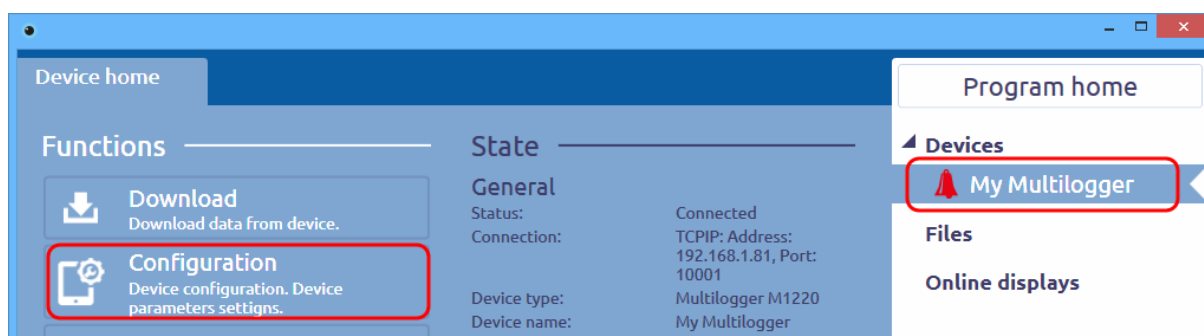 Device home
Functions
Download
Download data from device.
Configuration
Device configuration. Device
parameters settigns.
State
General
Status: Connected
Connection: TCPIP: Address:
192.168.1.81, Port:
10001
Device type: Multilogger M1220
Device name: My Multilogger
Program home
Devices
My Multilogger
Files
Online displays